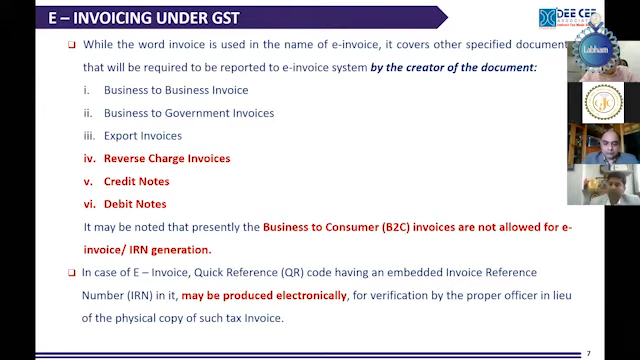 E – INVOICING UNDER GST
DEE CEE
ASSOCIATES
Labham
GJC
While the word invoice is used in the name of e-invoice, it covers other specified document
that will be required to be reported to e-invoice system by the creator of the document:
i. Business to Business Invoice
ii. Business to Government Invoices
iii. Export Invoices
iv. Reverse Charge Invoices
v. Credit Notes
vi. Debit Notes
It may be noted that presently the Business to Consumer (B2C) invoices are not allowed for e-
invoice/ IRN generation.
In case of E – Invoice, Quick Reference (QR) code having an embedded Invoice Reference
Number (IRN) in it, may be produced electronically, for verification by the proper officer in lieu
of the physical copy of such tax Invoice.
7